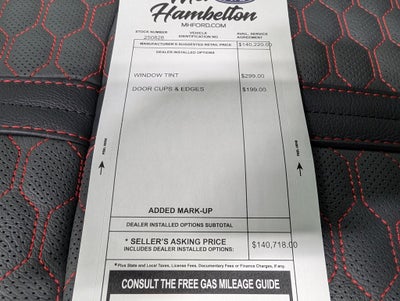 Hambelton
MHFORD.COM
STOCK NUMBER VEHICLE IDENTIFICATION NO AVAIL. SERVICE AGREEMENT
250828
MANUFACTURER'S SUGGESTED RETAIL PRICE $140,220.00
DEALER INSTALLED OPTIONS
WINDOW TINT $299.00
DOOR CUPS & EDGES $199.00
ADDED MARK-UP
DEALER INSTALLED OPTIONS SUBTOTAL
* SELLER'S ASKING PRICE
INCLUDES DEALER INSTALLED OPTIONS: $140,718.00
*Plus State and Local Taxes, License Fees, Documentary Fees or Finance Charges, if any.
CONSULT THE FREE GAS MILEAGE GUIDE